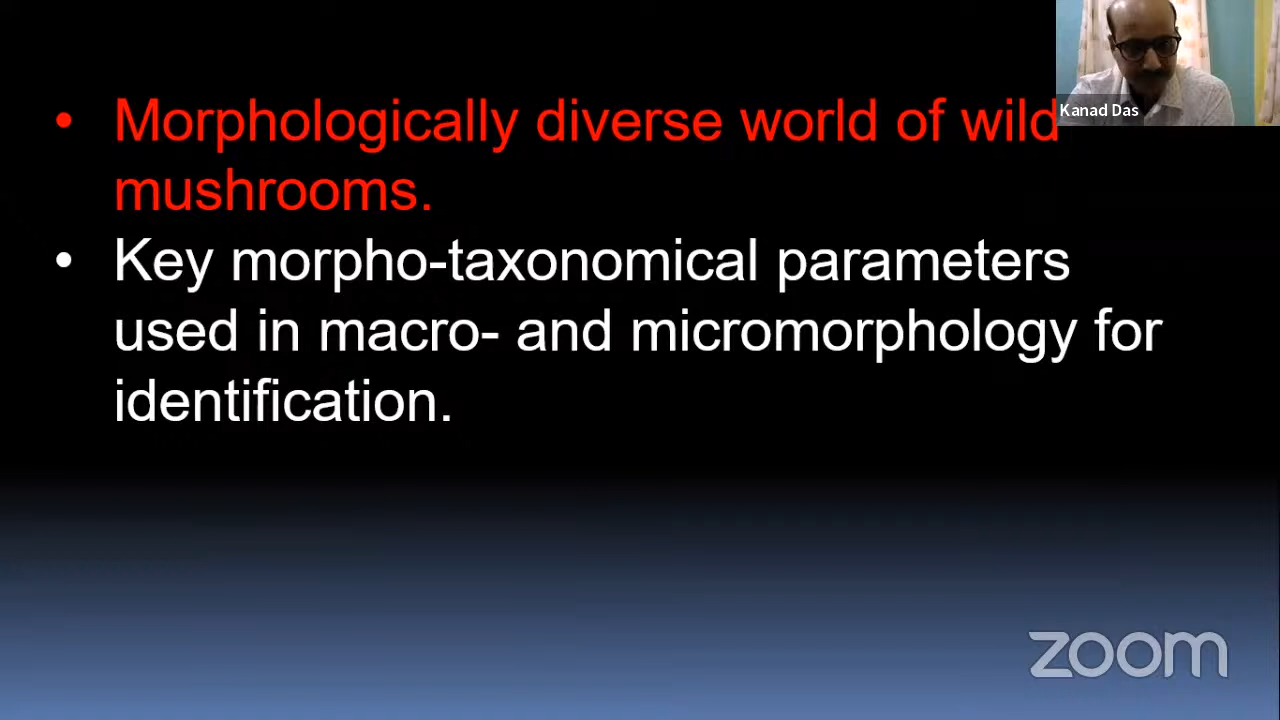 • Morphologically diverse world of wild
mushrooms.
• Key morpho-taxonomical parameters
used in macro- and micromorphology for
identification.
Kanad Das
zoom